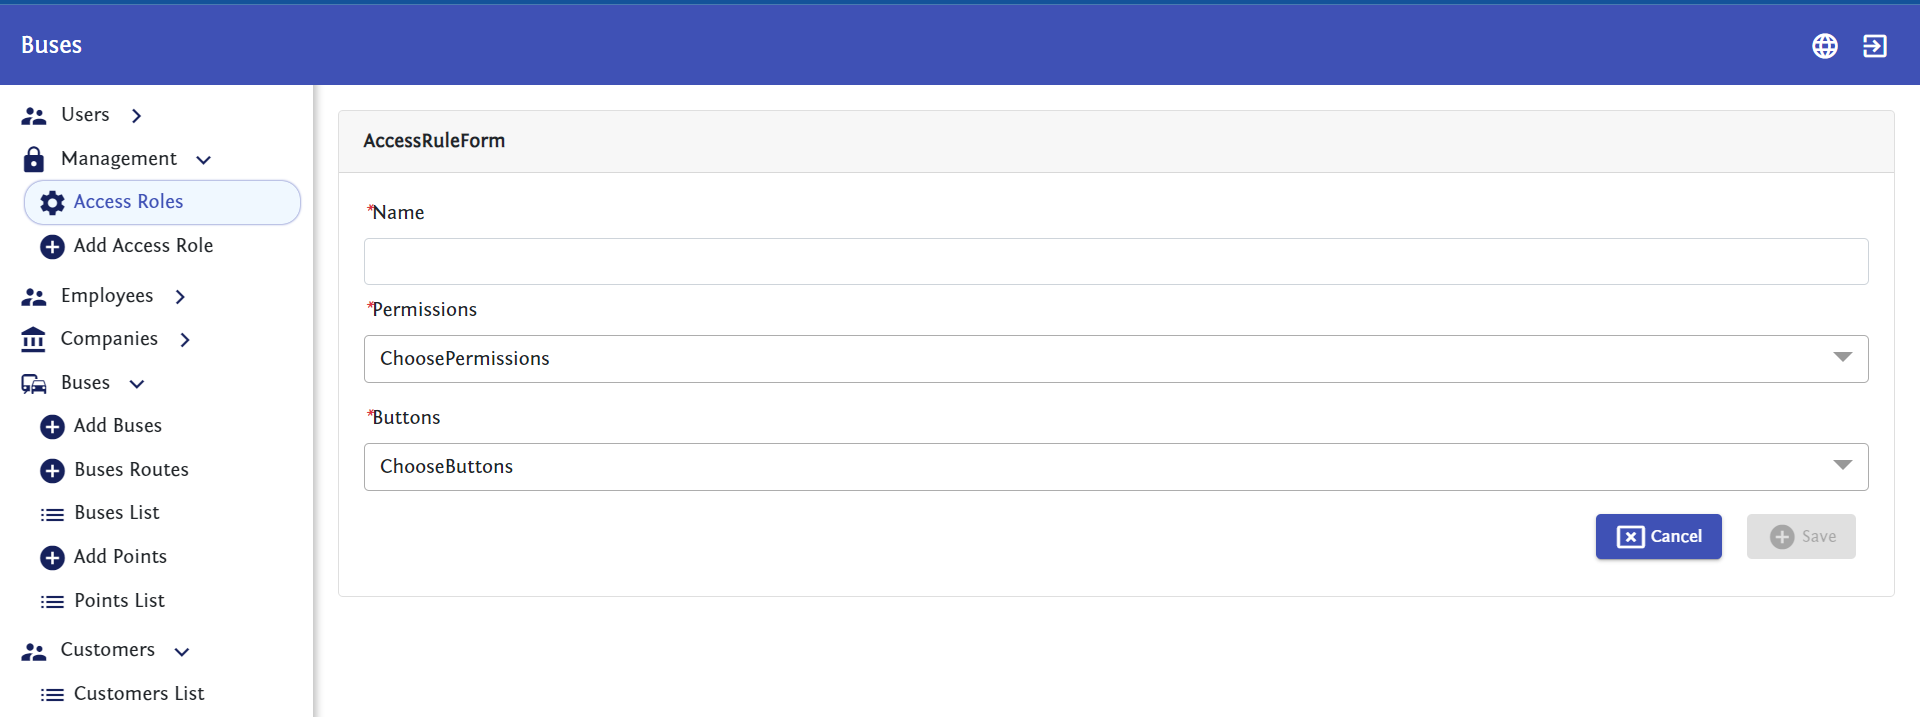 Buses
Users
Management
Access Roles
Add Access Role
Employees
Companies
Buses
Add Buses
Buses Routes
Buses List
Add Points
Points List
Customers
Customers List
AccessRuleForm
*Name
*Permissions
ChoosePermissions
*Buttons
ChooseButtons
Cancel
Save